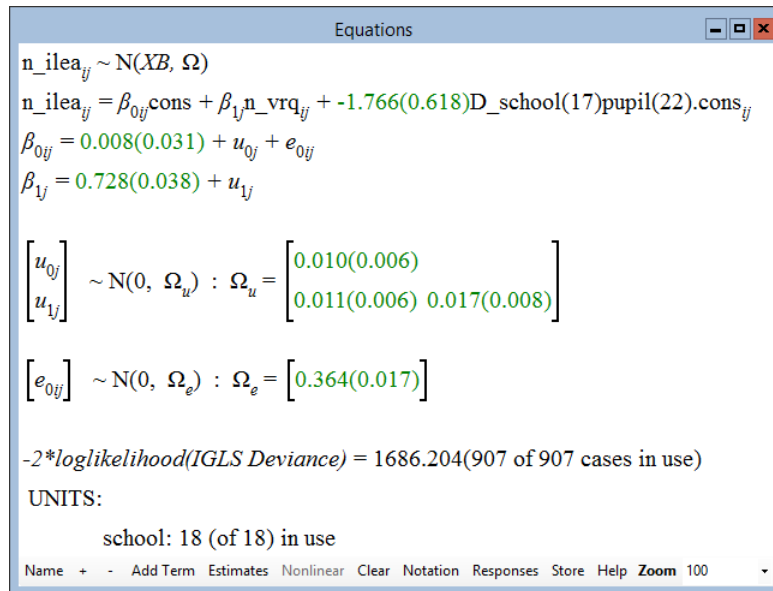 Equations
n_ilea_ij ~ N(XB, Ω)
n_ilea_ij = β_0ij cons + β_1j n_vrq_ij + -1.766(0.618)D_school(17)pupil(22).cons_ij
β_0ij = 0.008(0.031) + u_0j + e_0ij
β_1j = 0.728(0.038) + u_1j
[u_0j u_1j] ~ N(0, Ω_u) : Ω_u = [0.010(0.006)
0.011(0.006) 0.017(0.008)]
[e_0ij] ~ N(0, Ω_e) : Ω_e = [0.364(0.017)]
-2*loglikelihood(IGLS Deviance) = 1686.204(907 of 907 cases in use)
UNITS:
school: 18 (of 18) in use
Name + - Add Term Estimates Nonlinear Clear Notation Responses Store Help Zoom 100